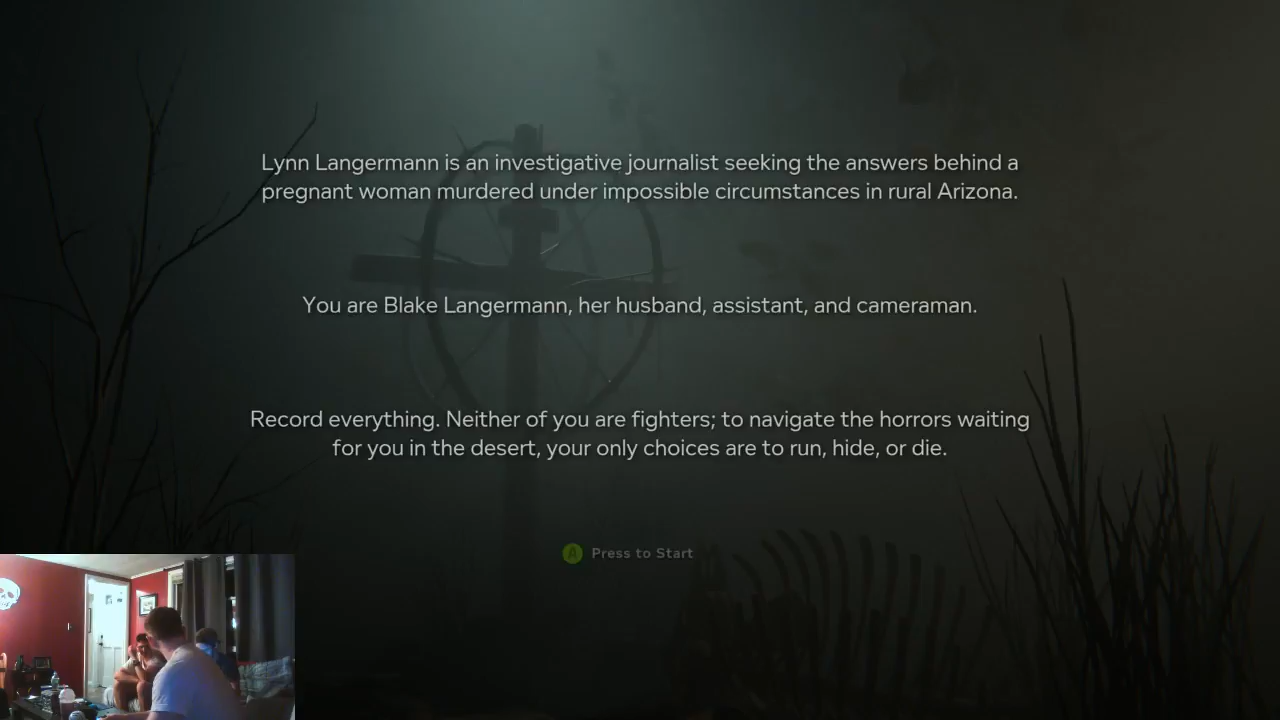 Lynn Langermann is an investigative journalist seeking the answers behind a
pregnant woman murdered under impossible circumstances in rural Arizona.
You are Blake Langermann, her husband, assistant, and cameraman.
Record everything. Neither of you are fighters; to navigate the horrors waiting
for you in the desert, your only choices are to run, hide, or die.
A Press to Start